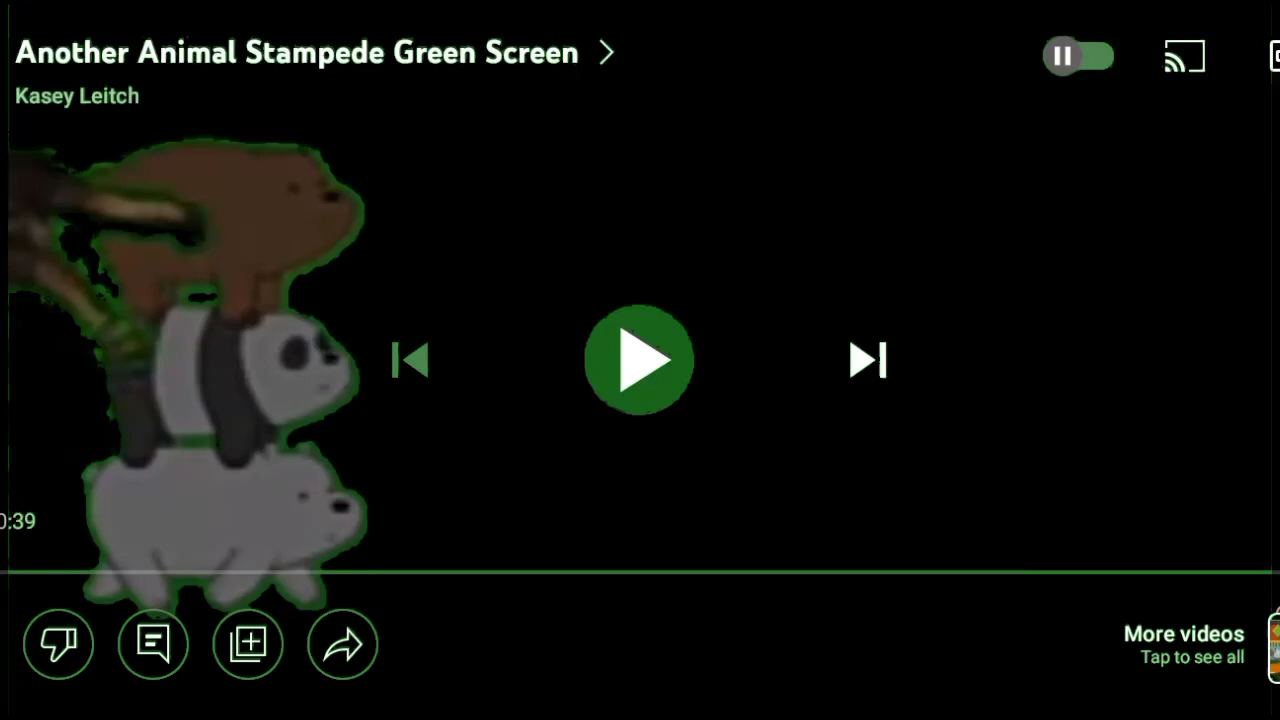 Another Animal Stampede Green Screen
Kasey Leitch
0:39
More videos
Tap to see all